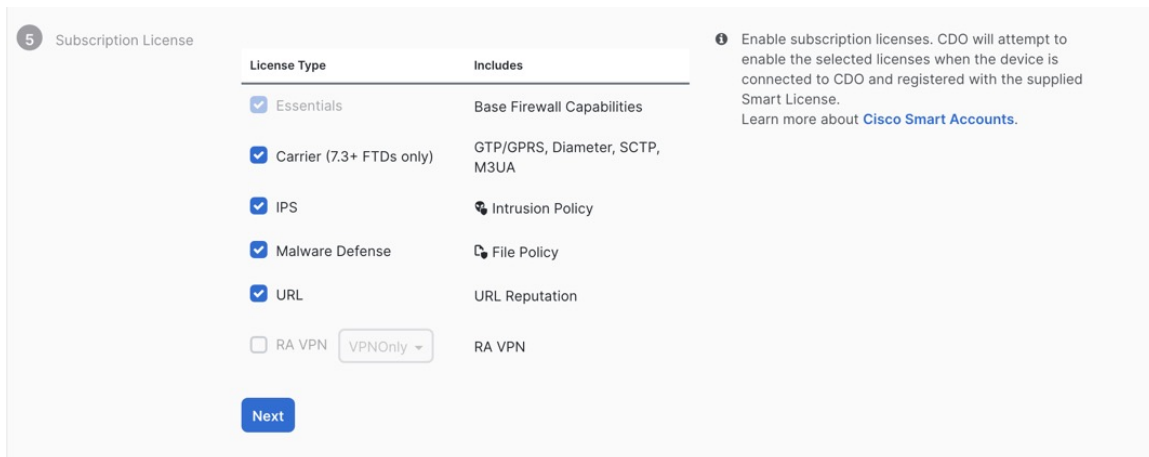 5 Subscription License
License Type Includes
Essentials Base Firewall Capabilities
Carrier (7.3+ FTDs only) GTP/GPRS, Diameter, SCTP,
M3UA
IPS Intrusion Policy
Malware Defense File Policy
URL URL Reputation
RA VPN VPNOnly RA VPN
Next
Enable subscription licenses. CDO will attempt to
enable the selected licenses when the device is
connected to CDO and registered with the supplied
Smart License.
Learn more about Cisco Smart Accounts.